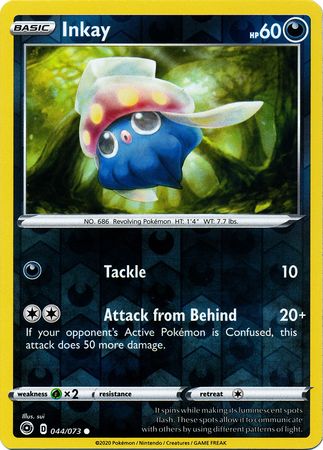 BASIC Inkay HP60
NO. 686 Revolving Pokémon HT: 1'4" WT: 7.7 lbs.
Tackle 10
Attack from Behind 20+
If your opponent's Active Pokémon is Confused, this
attack does 50 more damage.
weakness ×2 resistance retreat
Illus. sui
D 044/073
It spins while making its luminescent spots
flash. These spots allow it to communicate
with others by using different patterns of light.
©2020 Pokémon / Nintendo / Creatures / GAME FREAK